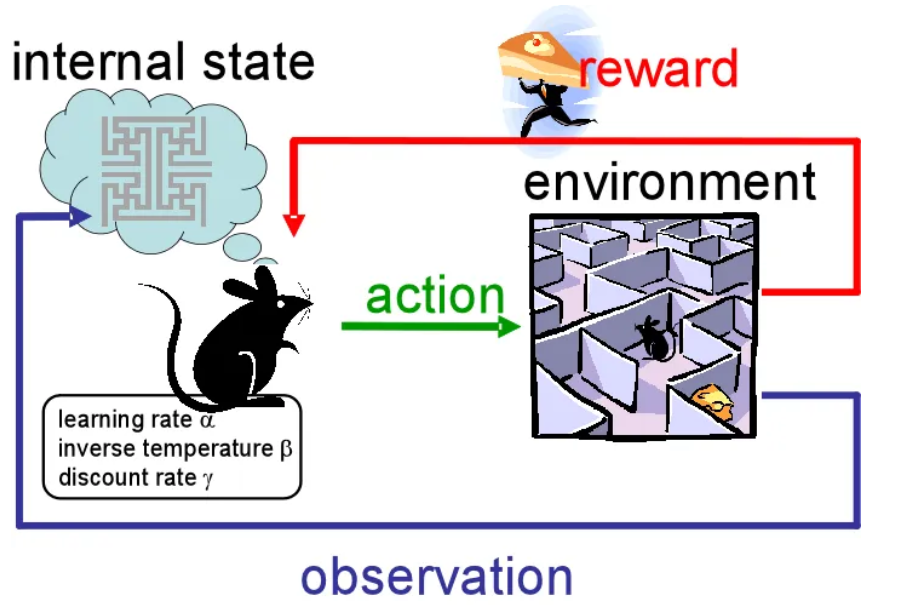 internal state
reward
environment
action
learning rate α
inverse temperature β
discount rate γ
observation